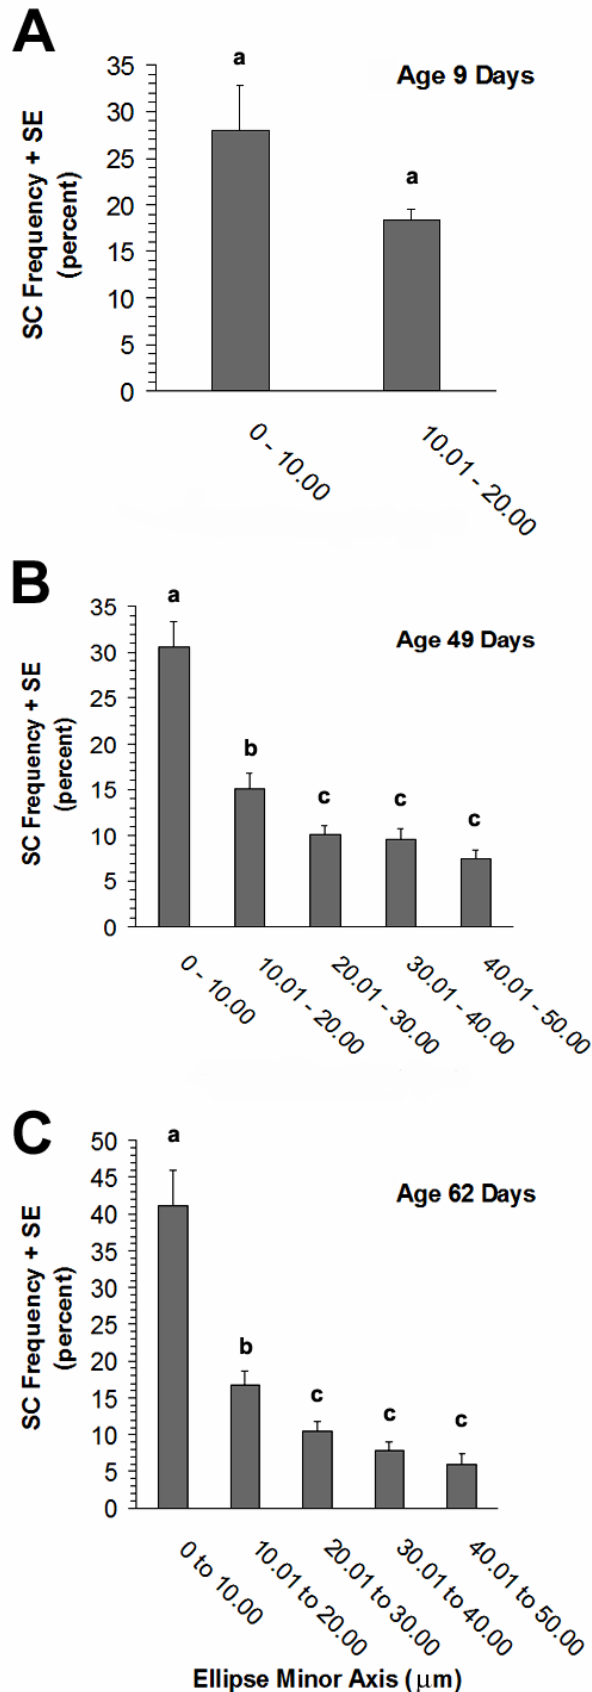 A
Age 9 Days
SC Frequency + SE
(percent)
35
30
25
20
15
10
5
0
a
a
0 - 10.00
10.01 - 20.00
B
Age 49 Days
SC Frequency + SE
(percent)
35
30
25
20
15
10
5
0
a
b
c
c
c
0 - 10.00
10.01 - 20.00
20.01 - 30.00
30.01 - 40.00
40.01 - 50.00
C
Age 62 Days
SC Frequency + SE
(percent)
50
45
40
35
30
25
20
15
10
5
0
a
b
c
c
c
0 to 10.00
10.01 to 20.00
20.01 to 30.00
30.01 to 40.00
40.01 to 50.00
Ellipse Minor Axis (μm)